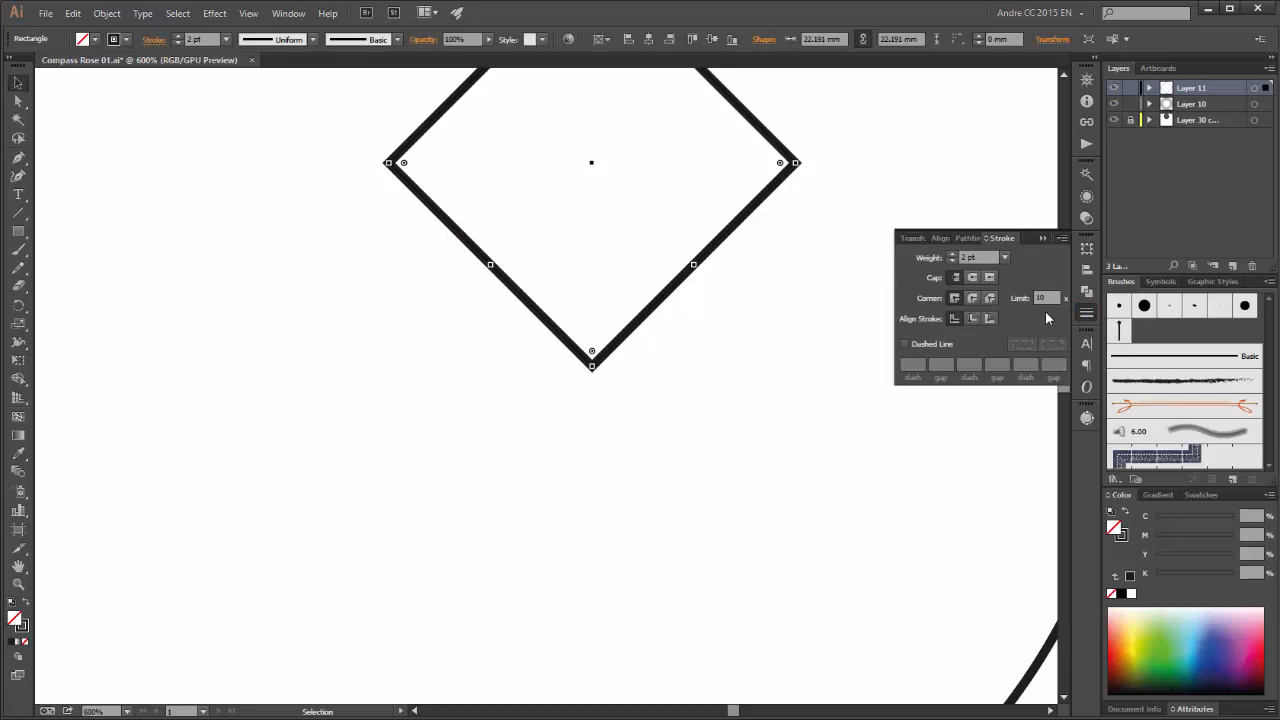 Ai File Edit Object Type Select Effect View Window Help Br St Andre CC 2015 EN
Rectangle Stroke: 2 pt Uniform Basic Opacity: 100% Style: Shape: 22.191 mm 22.191 mm 0 mm Transform
Compass Rose 01.ai* @ 600% (RGB/GPU Preview) ×
Layers Artboards
Layer 11
Layer 10
Layer 30 c...
Transfc Align Pathfin Stroke
Weight: 2 pt
Cap:
Corner: Limit: 10 x
Align Stroke:
Dashed Line
dash gap dash gap dash gap
3 La...
Brushes Symbols Graphic Styles
Basic
6.00
Color Gradient Swatches
C %
M %
Y %
K %
Document Info Attributes
600% 1 Selection